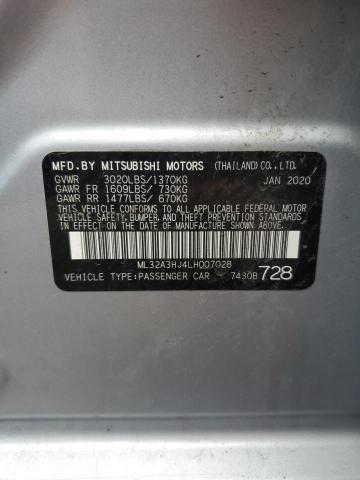 MFD.BY MITSUBISHI MOTORS (THAILAND)CO.,LTD.
GVWR 3020LBS/1370KG JAN 2020
GAWR FR 1609LBS/ 730KG
GAWR RR 1477LBS/ 670KG
THIS VEHICLE CONFORMS TO ALL APPLICABLE U.S. FEDERAL MOTOR VEHICLE
SAFETY,BUMPER,AND THEFT PREVENTION STANDARDS
IN EFFECT ON THE DATE OF MANUFACTURE SHOWN ABOVE.
ML32A3HJ4LH007028
VEHICLE TYPE:PASSENGER CAR 7430B 728